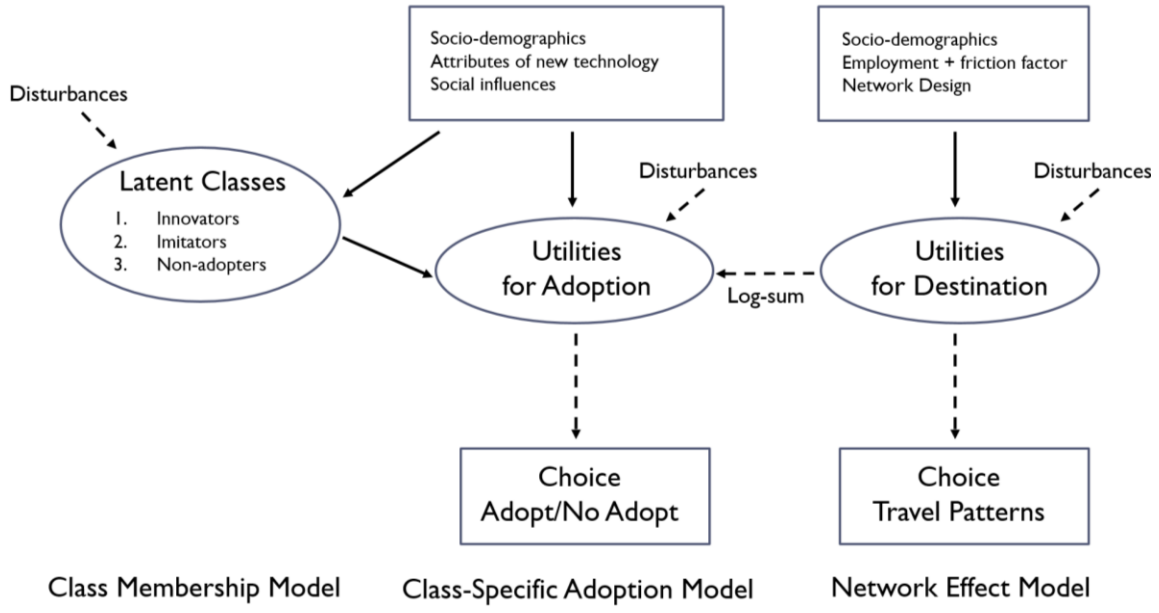 Socio-demographics
Attributes of new technology
Social influences
Socio-demographics
Employment + friction factor
Network Design
Disturbances
Latent Classes
1. Innovators
2. Imitators
3. Non-adopters
Disturbances
Utilities
for Adoption
Log-sum
Disturbances
Utilities
for Destination
Choice
Adopt/No Adopt
Choice
Travel Patterns
Class Membership Model
Class-Specific Adoption Model
Network Effect Model